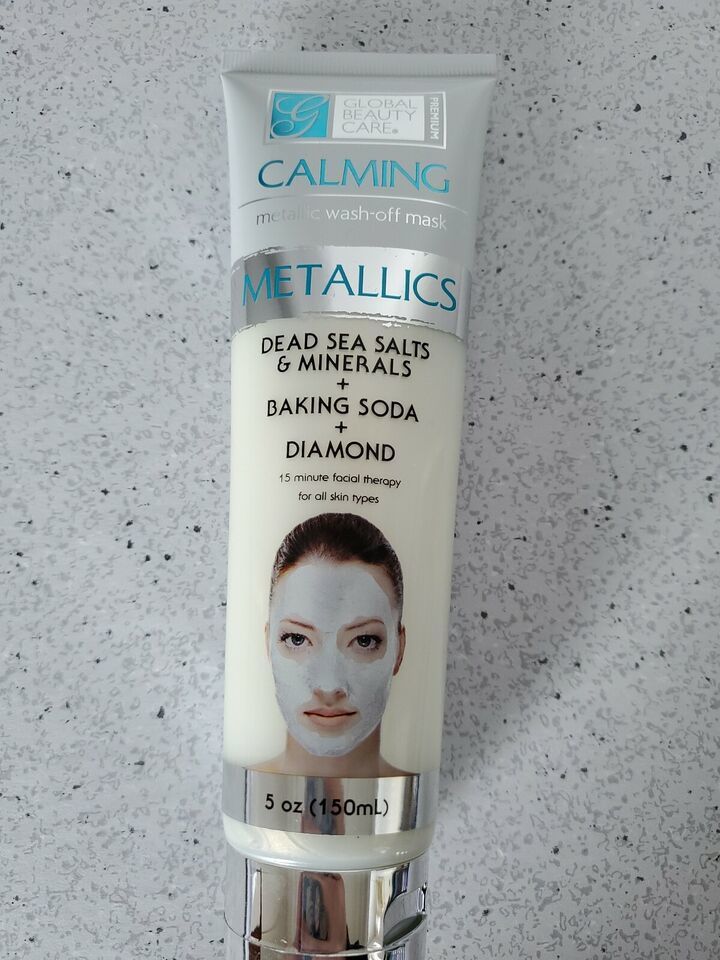 GLOBAL
BEAUTY
CARE®
PREMIUM
CALMING
metallic wash-off mask
METALLICS
DEAD SEA SALTS
& MINERALS
+
BAKING SODA
+
DIAMOND
15 minute facial therapy
for all skin types
5 oz (150mL)